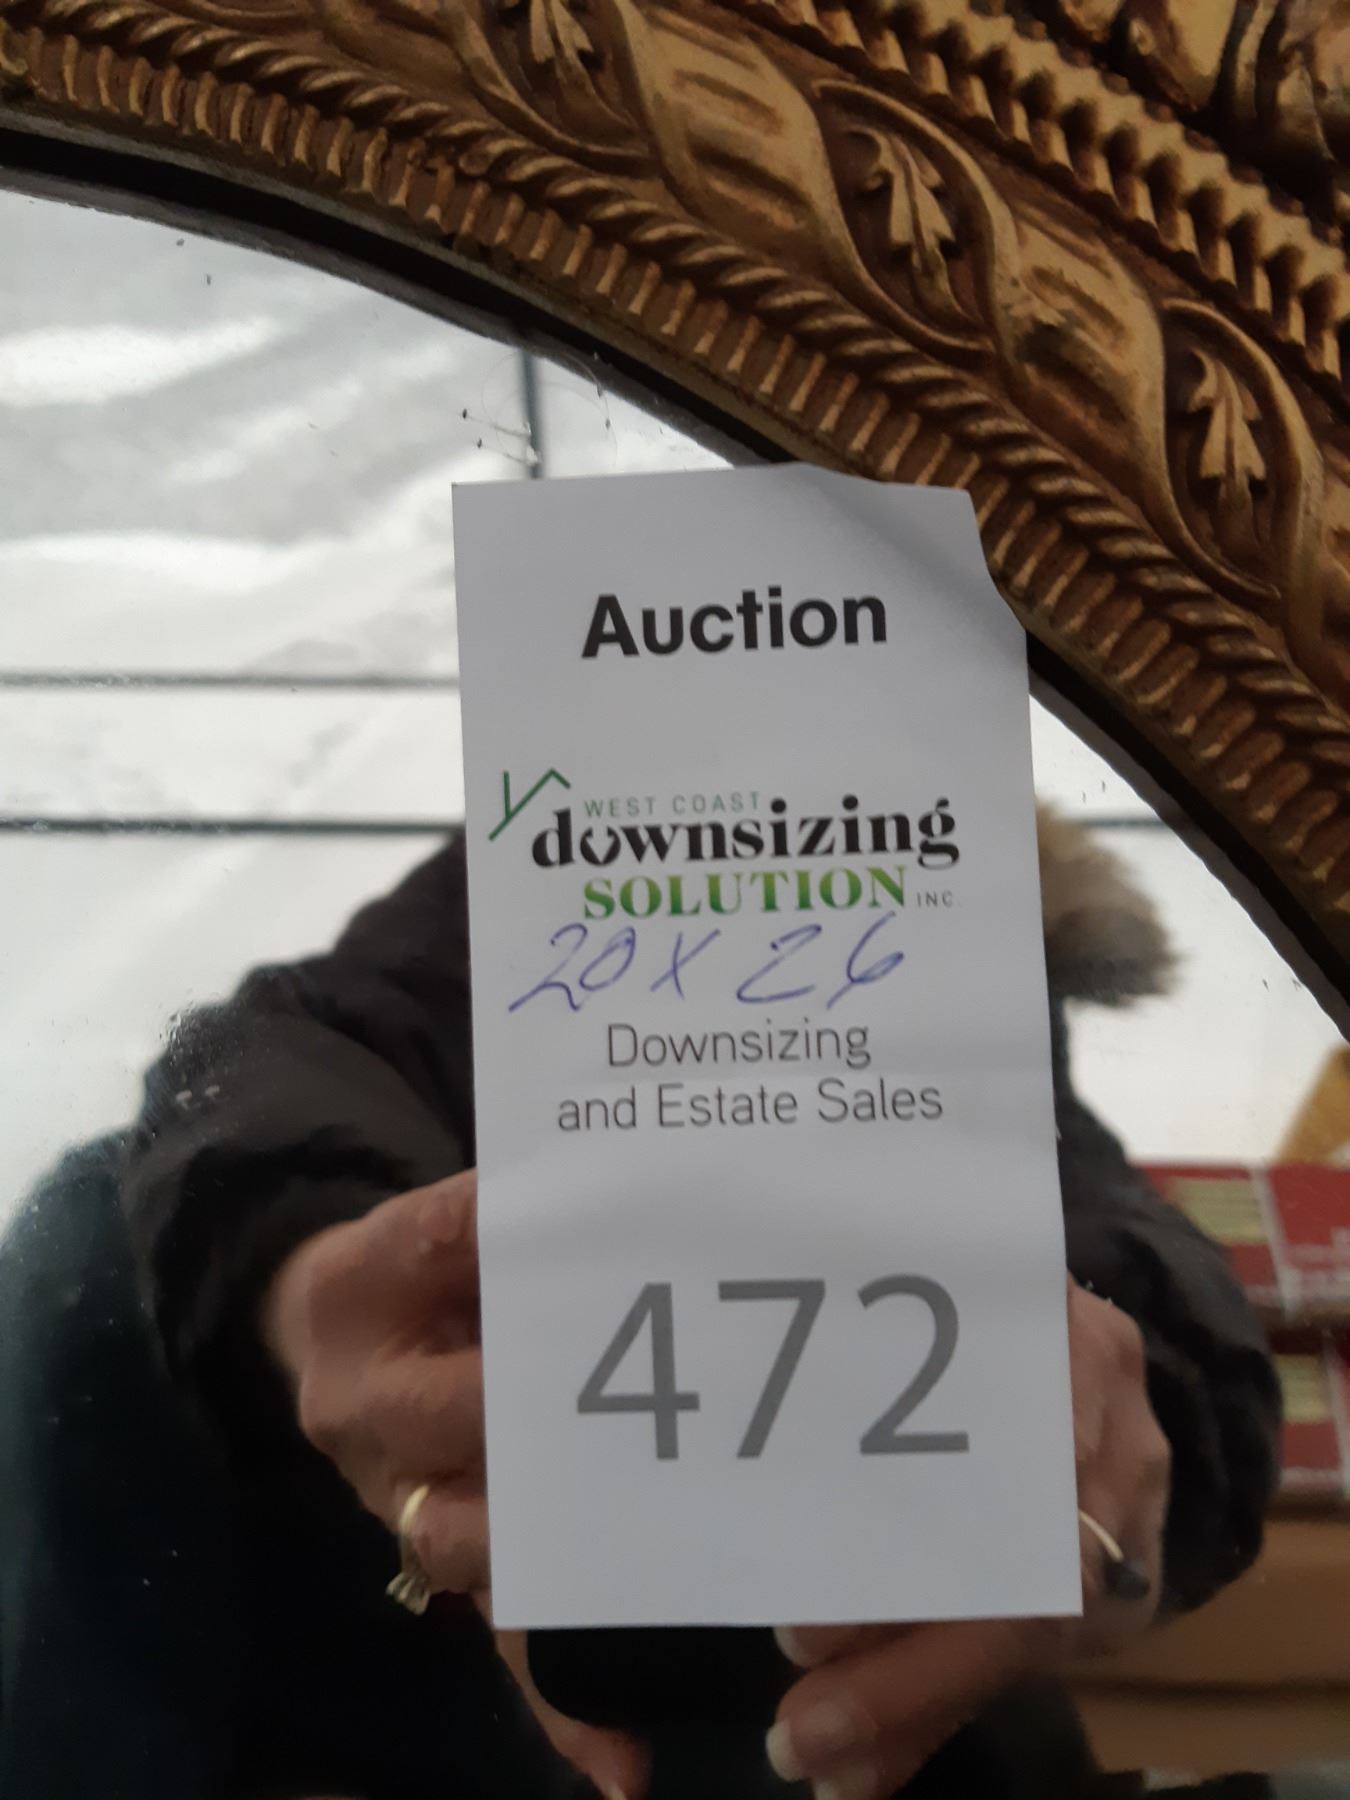 Auction
WEST COAST
downsizing
SOLUTION INC.
20 x 26
Downsizing
and Estate Sales
472